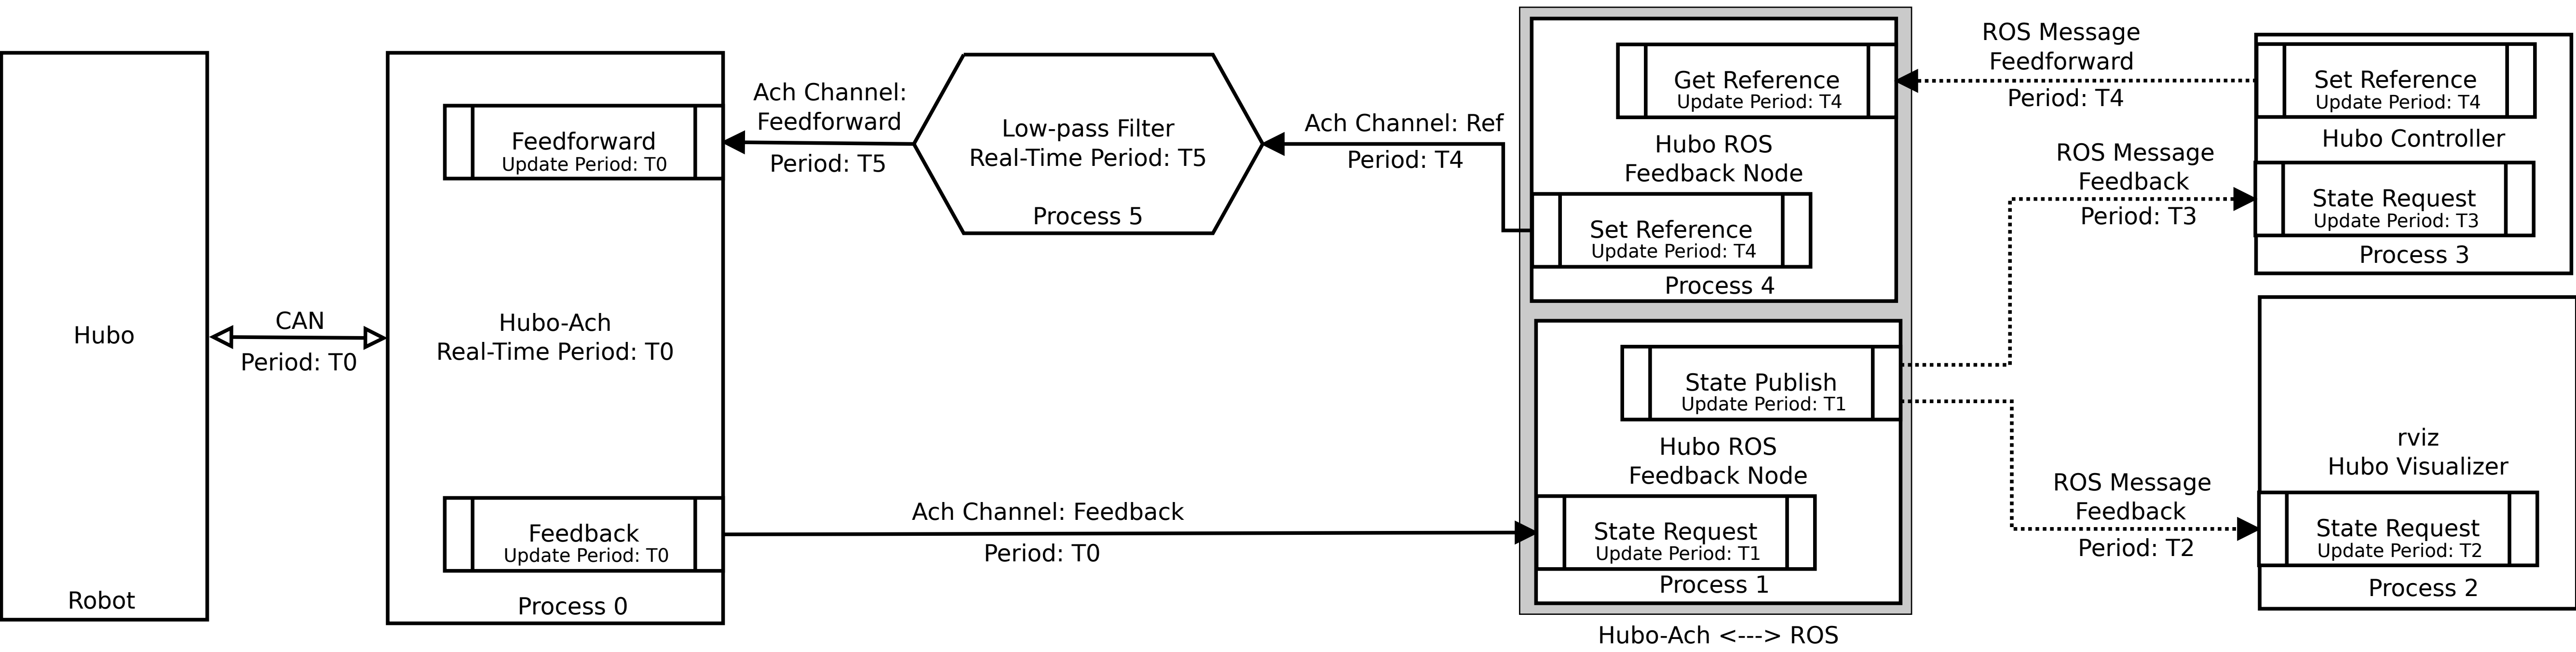 Hubo
Robot
CAN
Period: T0
Feedforward
Update Period: T0
Hubo-Ach
Real-Time Period: T0
Feedback
Update Period: T0
Process 0
Ach Channel:
Feedforward
Period: T5
Low-pass Filter
Real-Time Period: T5
Process 5
Ach Channel: Ref
Period: T4
Ach Channel: Feedback
Period: T0
Get Reference
Update Period: T4
Hubo ROS
Feedback Node
Set Reference
Update Period: T4
Process 4
State Publish
Update Period: T1
Hubo ROS
Feedback Node
State Request
Update Period: T1
Process 1
Hubo-Ach <---> ROS
ROS Message
Feedforward
Period: T4
ROS Message
Feedback
Period: T3
ROS Message
Feedback
Period: T2
Set Reference
Update Period: T4
Hubo Controller
State Request
Update Period: T3
Process 3
rviz
Hubo Visualizer
State Request
Update Period: T2
Process 2